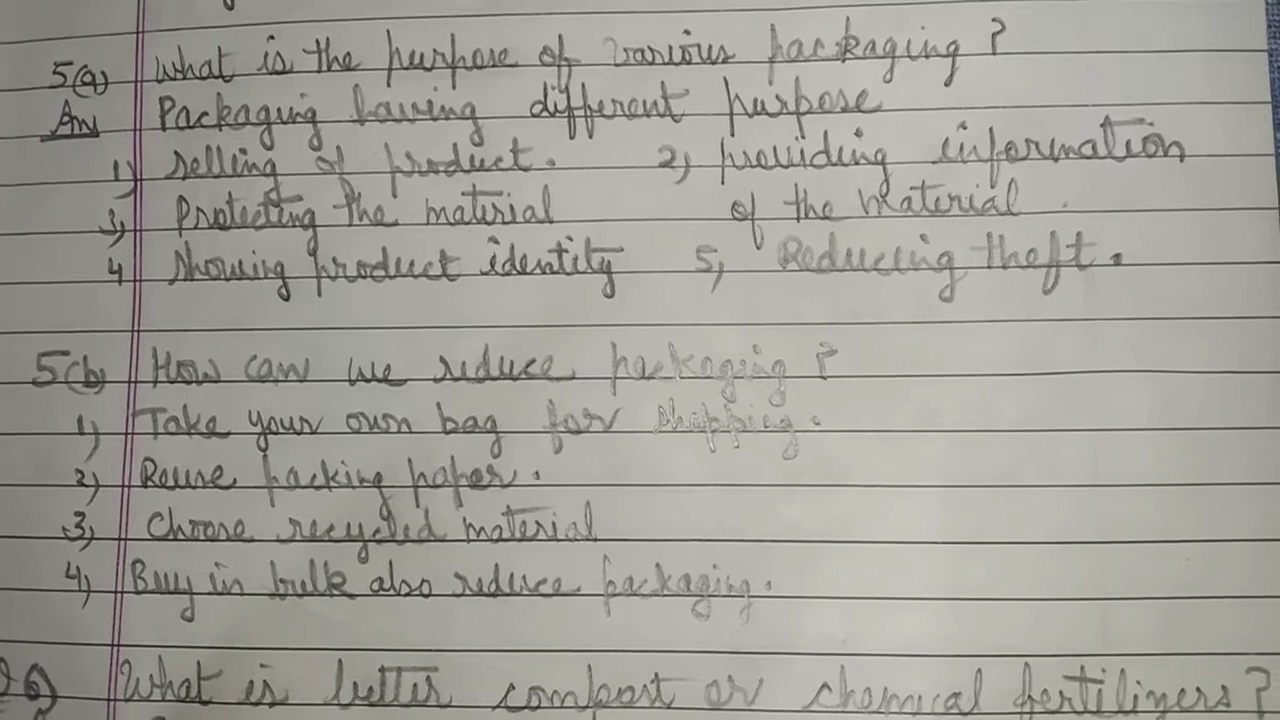 5(a) What is the purpose of various packaging?
Ans Packaging having different purpose
1) selling of product. 2) providing information
3) Protecting the material of the material.
4 showing product identity 5) Reducing theft.
5(b) How can we reduce packaging?
1) Take your own bag for shopping.
2) Reuse packing paper.
3) Choose recycled material
4) Buy in bulk also reduce packaging.
6) What is better compost or chemical fertilizers?